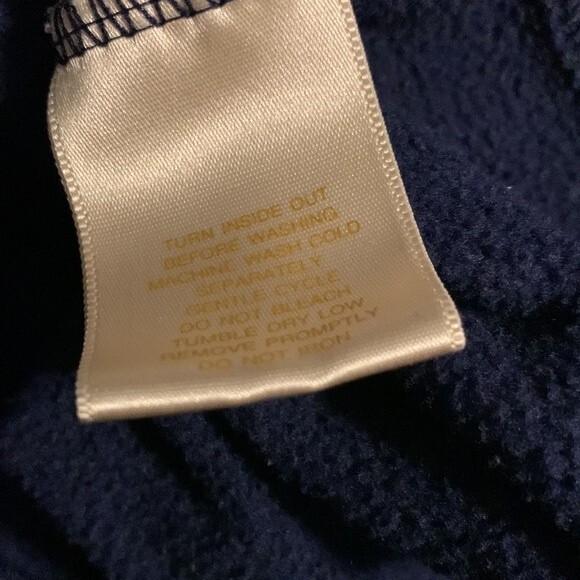 TURN INSIDE OUT
BEFORE WASHING
MACHINE WASH COLD
SEPARATELY
GENTLE CYCLE
DO NOT BLEACH
TUMBLE DRY LOW
REMOVE PROMPTLY
DO NOT IRON